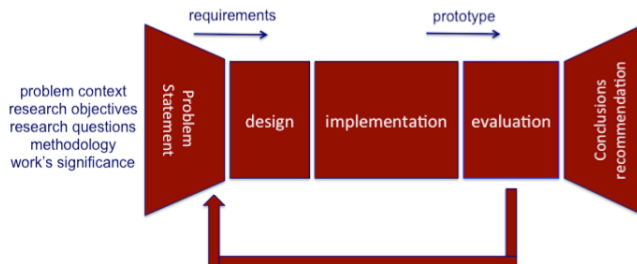 requirements
prototype
problem context
research objectives
research questions
methodology
work's significance
Problem
Statement
design
implementation
evaluation
Conclusions
recommendation